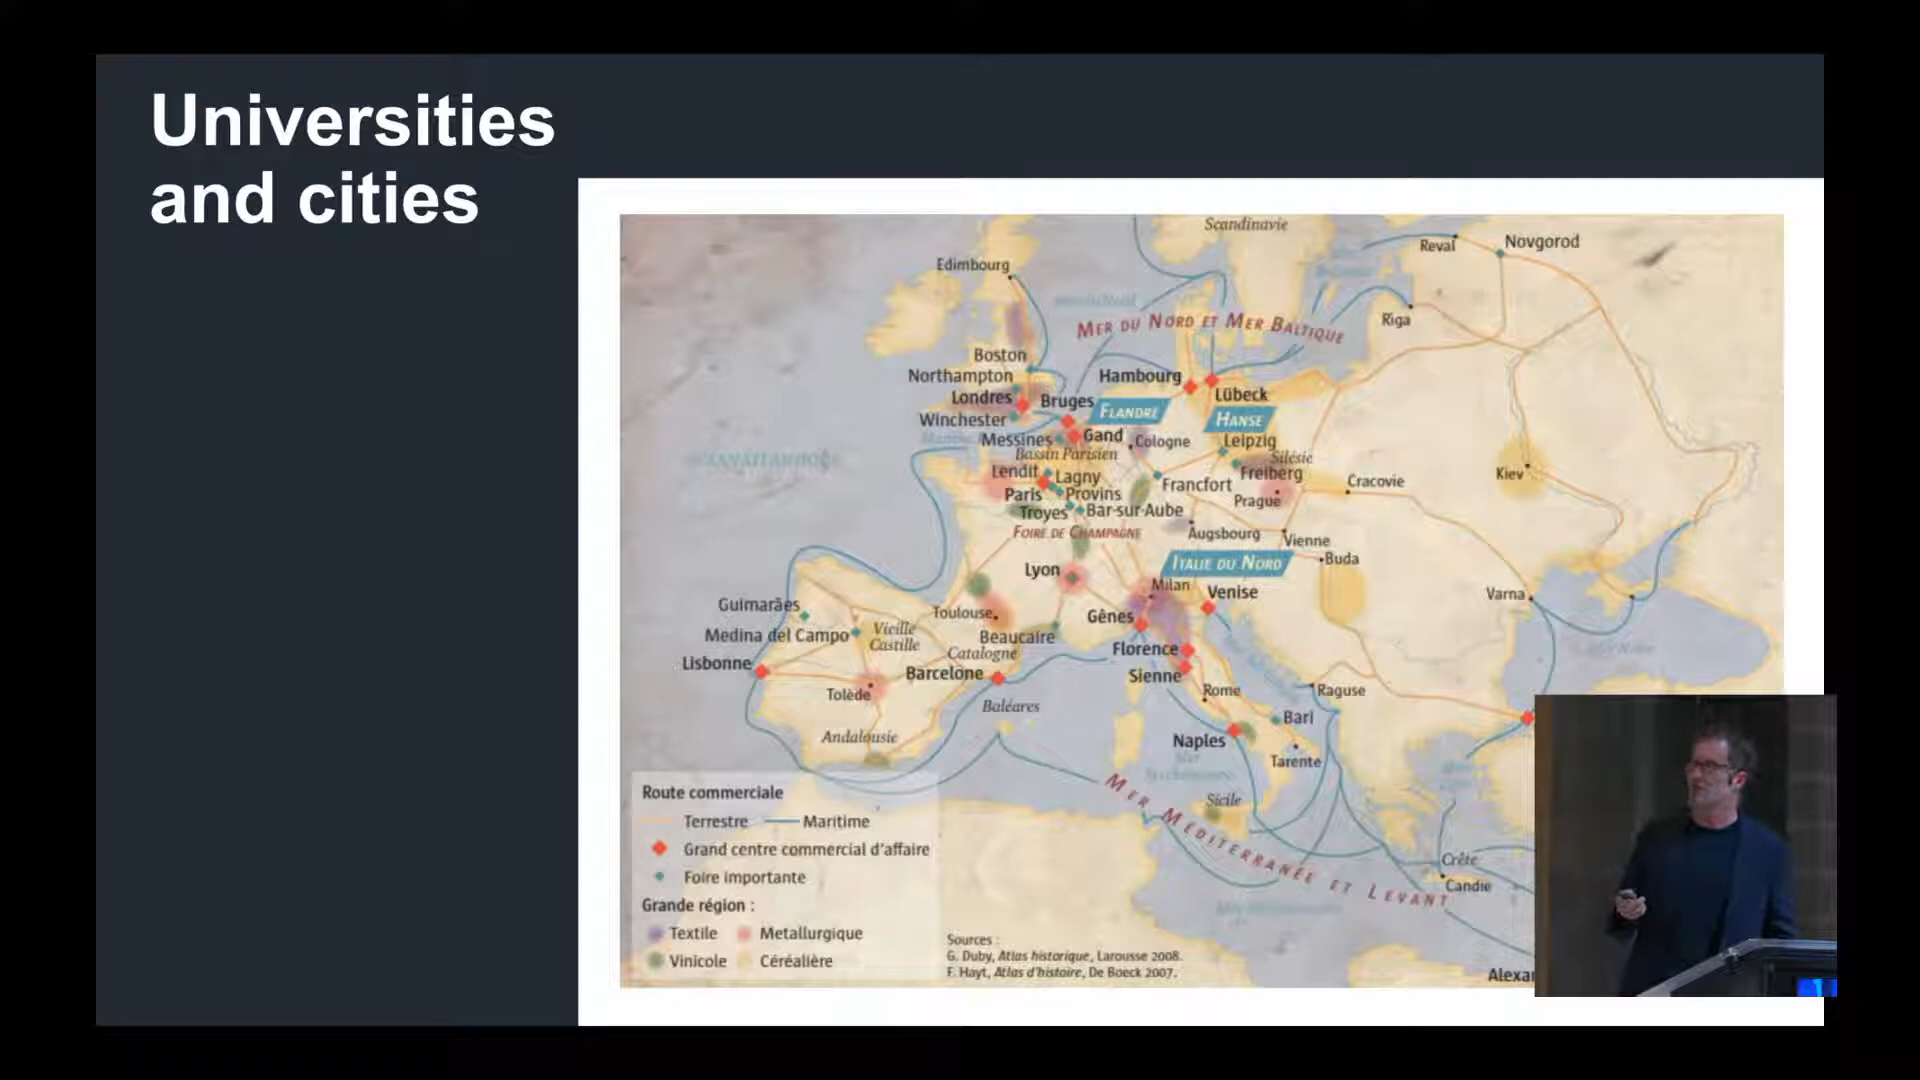 Universities
and cities
Scandinavie
Reval
Novgorod
Edimbourg
Riga
MER DU NORD ET MER BALTIQUE
Boston
Northampton
Hambourg
Londres
Bruges
FLANDRE
Lübeck
Winchester
HANSE
Messines
Gand
Cologne
Leipzig
Bassin Parisien
Silésie
Lendit
Lagny
Freiberg
Kiev
Paris
Provins
Francfort
Prague
Cracovie
Troyes
Bar-sur-Aube
FOIRE DE CHAMPAGNE
Augsbourg
Vienne
Buda
ITALIE DU NORD
Lyon
Milan
Venise
Varna
Guimarães
Toulouse
Gênes
Medina del Campo
Vieille
Castille
Beaucaire
Catalogne
Florence
Lisbonne
Barcelone
Sienne
Tolède
Rome
Raguse
Baléares
Bari
Andalousie
Naples
Tarente
MER MÉDITERRANÉE ET LEVANT
Sicile
Crête
Candie
Route commerciale
Terrestre
Maritime
Grand centre commercial d'affaire
Foire importante
Grande région :
Textile
Metallurgique
Vinicole
Céréalière
Sources :
G. Duby, Atlas historique, Larousse 2008.
F. Hayt, Atlas d'histoire, De Boeck 2007.
Alexa